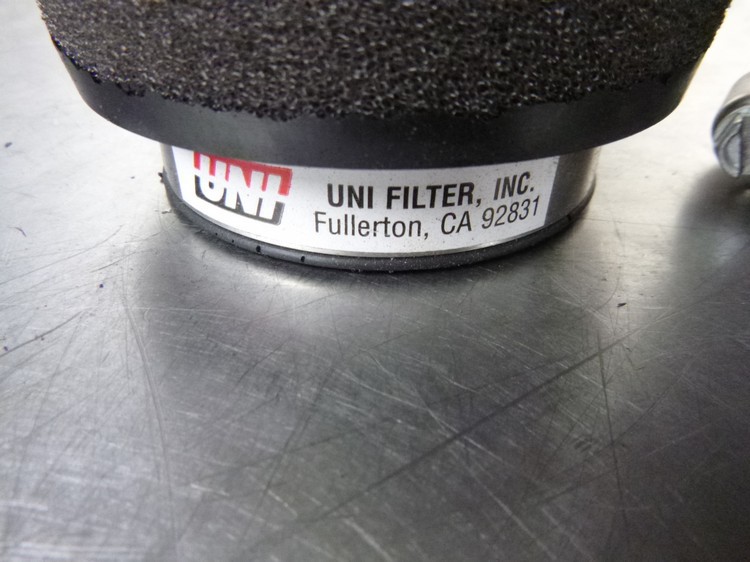 UNI
UNI FILTER, INC.
Fullerton, CA 92831